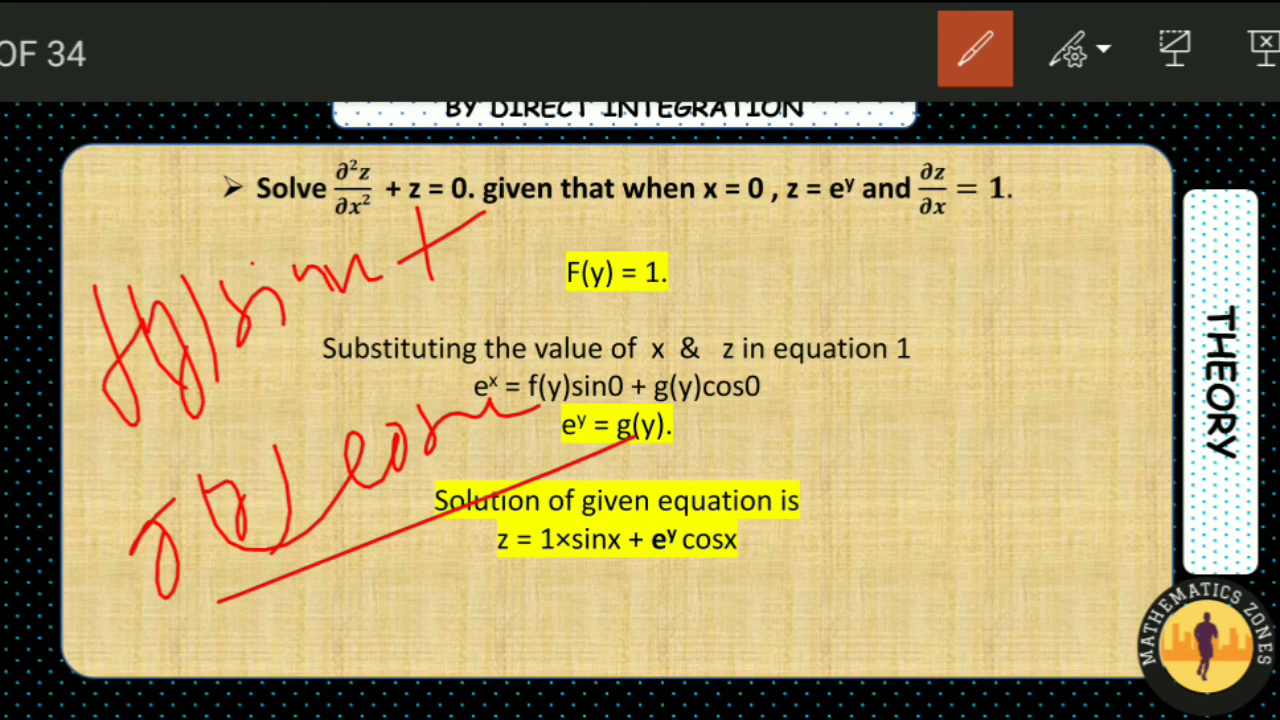 OF 34
BY DIRECT INTEGRATION
➢ Solve ∂²z/∂x² + z = 0. given that when x = 0 , z = eʸ and ∂z/∂x = 1.
F(y) = 1.
f(y) sinx +
Substituting the value of x & z in equation 1
eˣ = f(y)sin0 + g(y)cos0
eʸ = g(y).
g(y) cosx
Solution of given equation is
z = 1×sinx + eʸ cosx
THEORY
MATHEMATICS ZONES